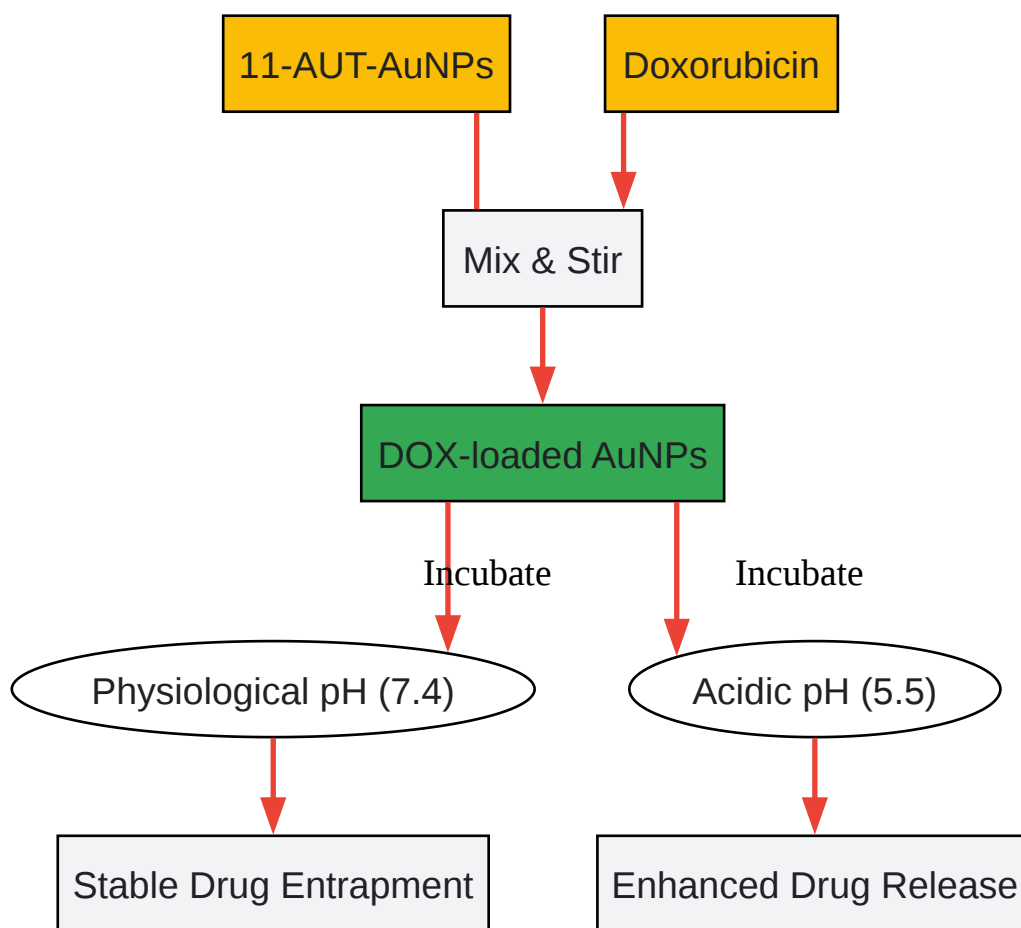 11-AUT-AuNPs
Doxorubicin
Mix & Stir
DOX-loaded AuNPs
Incubate
Incubate
Physiological pH (7.4)
Acidic pH (5.5)
Stable Drug Entrapment
Enhanced Drug Release